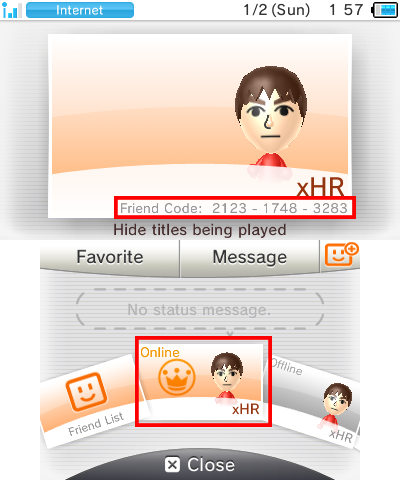 Internet 1/2 (Sun) 1 57
xHR
Friend Code: 2123 - 1748 - 3283
Hide titles being played
Favorite Message
No status message.
Online
Offline
Friend List
xHR
xHR
Close